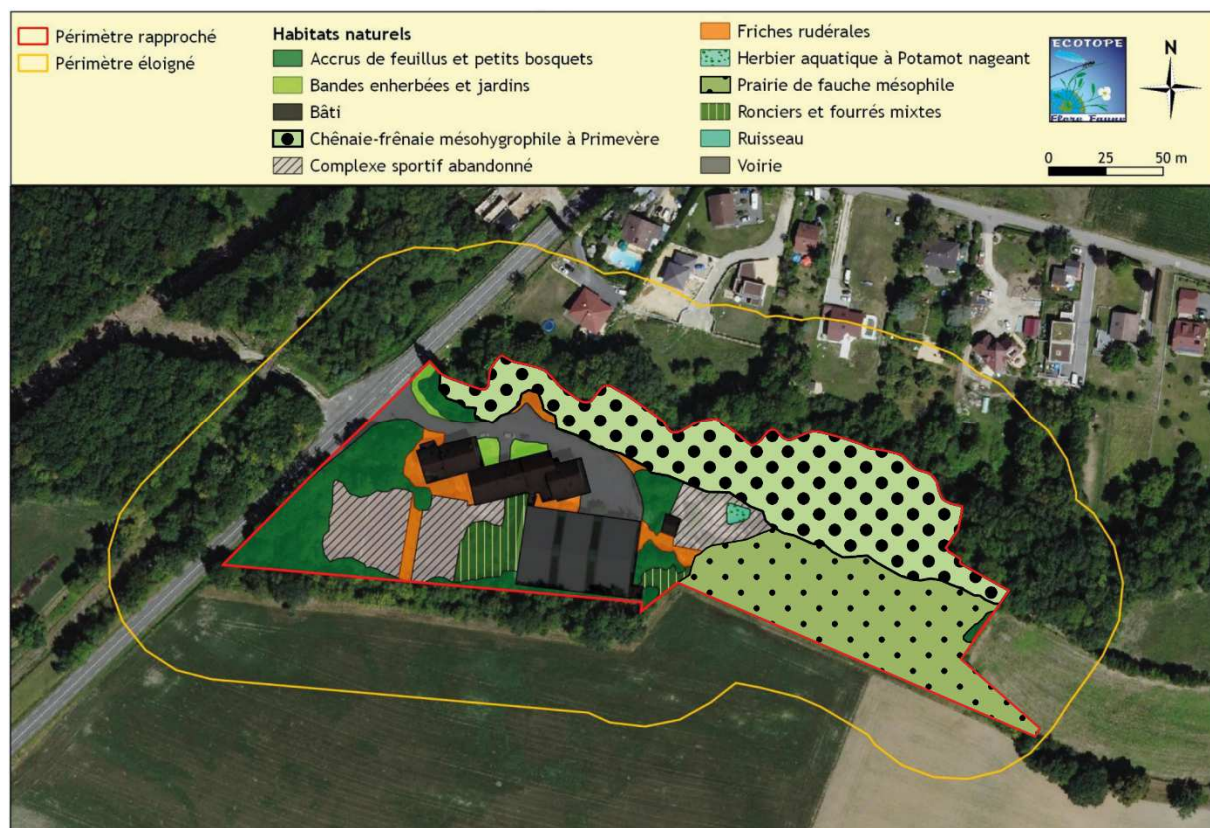 Périmètre rapproché
Périmètre éloigné
Habitats naturels
Accrus de feuillus et petits bosquets
Bandes enherbées et jardins
Bâti
Chênaie-frênaie mésohygrophile à Primevère
Complexe sportif abandonné
Friches rudérales
Herbier aquatique à Potamot nageant
Prairie de fauche mésophile
Ronciers et fourrés mixtes
Ruisseau
Voirie
ECOTOPE
Flore Faune
N
0 25 50 m